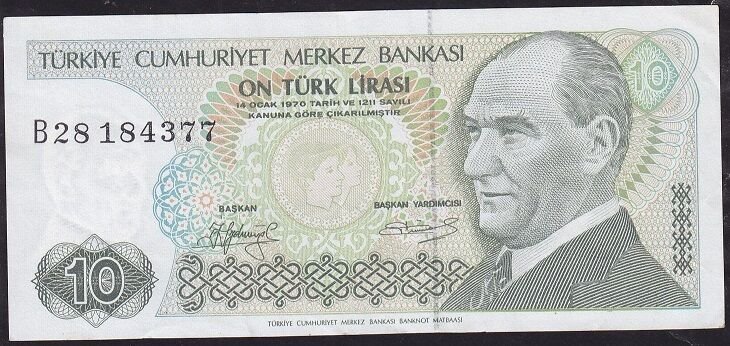 TÜRKİYE CUMHURİYET MERKEZ BANKASI
10
ON TÜRK LİRASI
14 OCAK 1970 TARİH VE 1211 SAYILI
KANUNA GÖRE ÇIKARILMIŞTIR
B28 184377
BAŞKAN
BAŞKAN YARDIMCISI
10
TÜRKİYE CUMHURİYET MERKEZ BANKASI BANKNOT MATBAASI